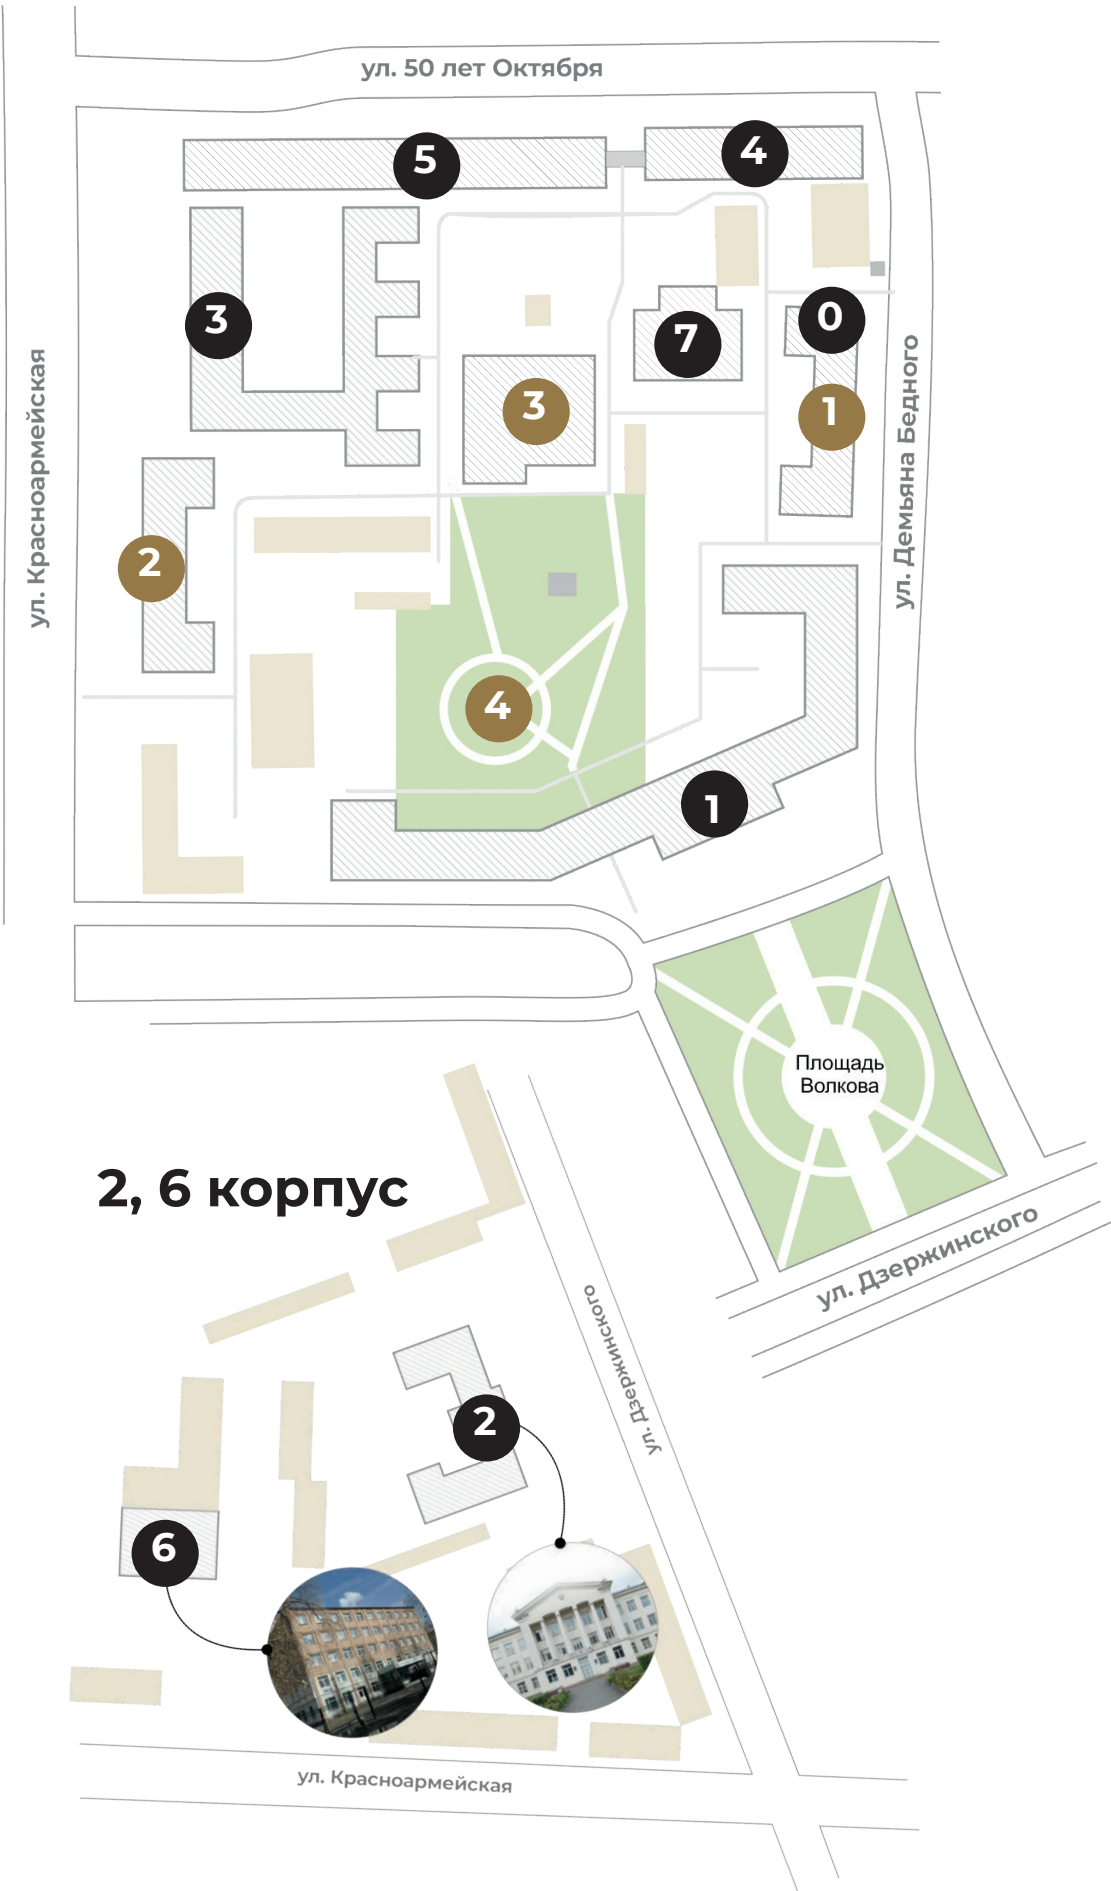 ул. 50 лет Октября
5
4
3
0
7
3
1
ул. Красноармейская
ул. Демьяна Бедного
2
4
1
Площадь
Волкова
2, 6 корпус
ул. Дзержинского
ул. Дзержинского
2
6
ул. Красноармейская